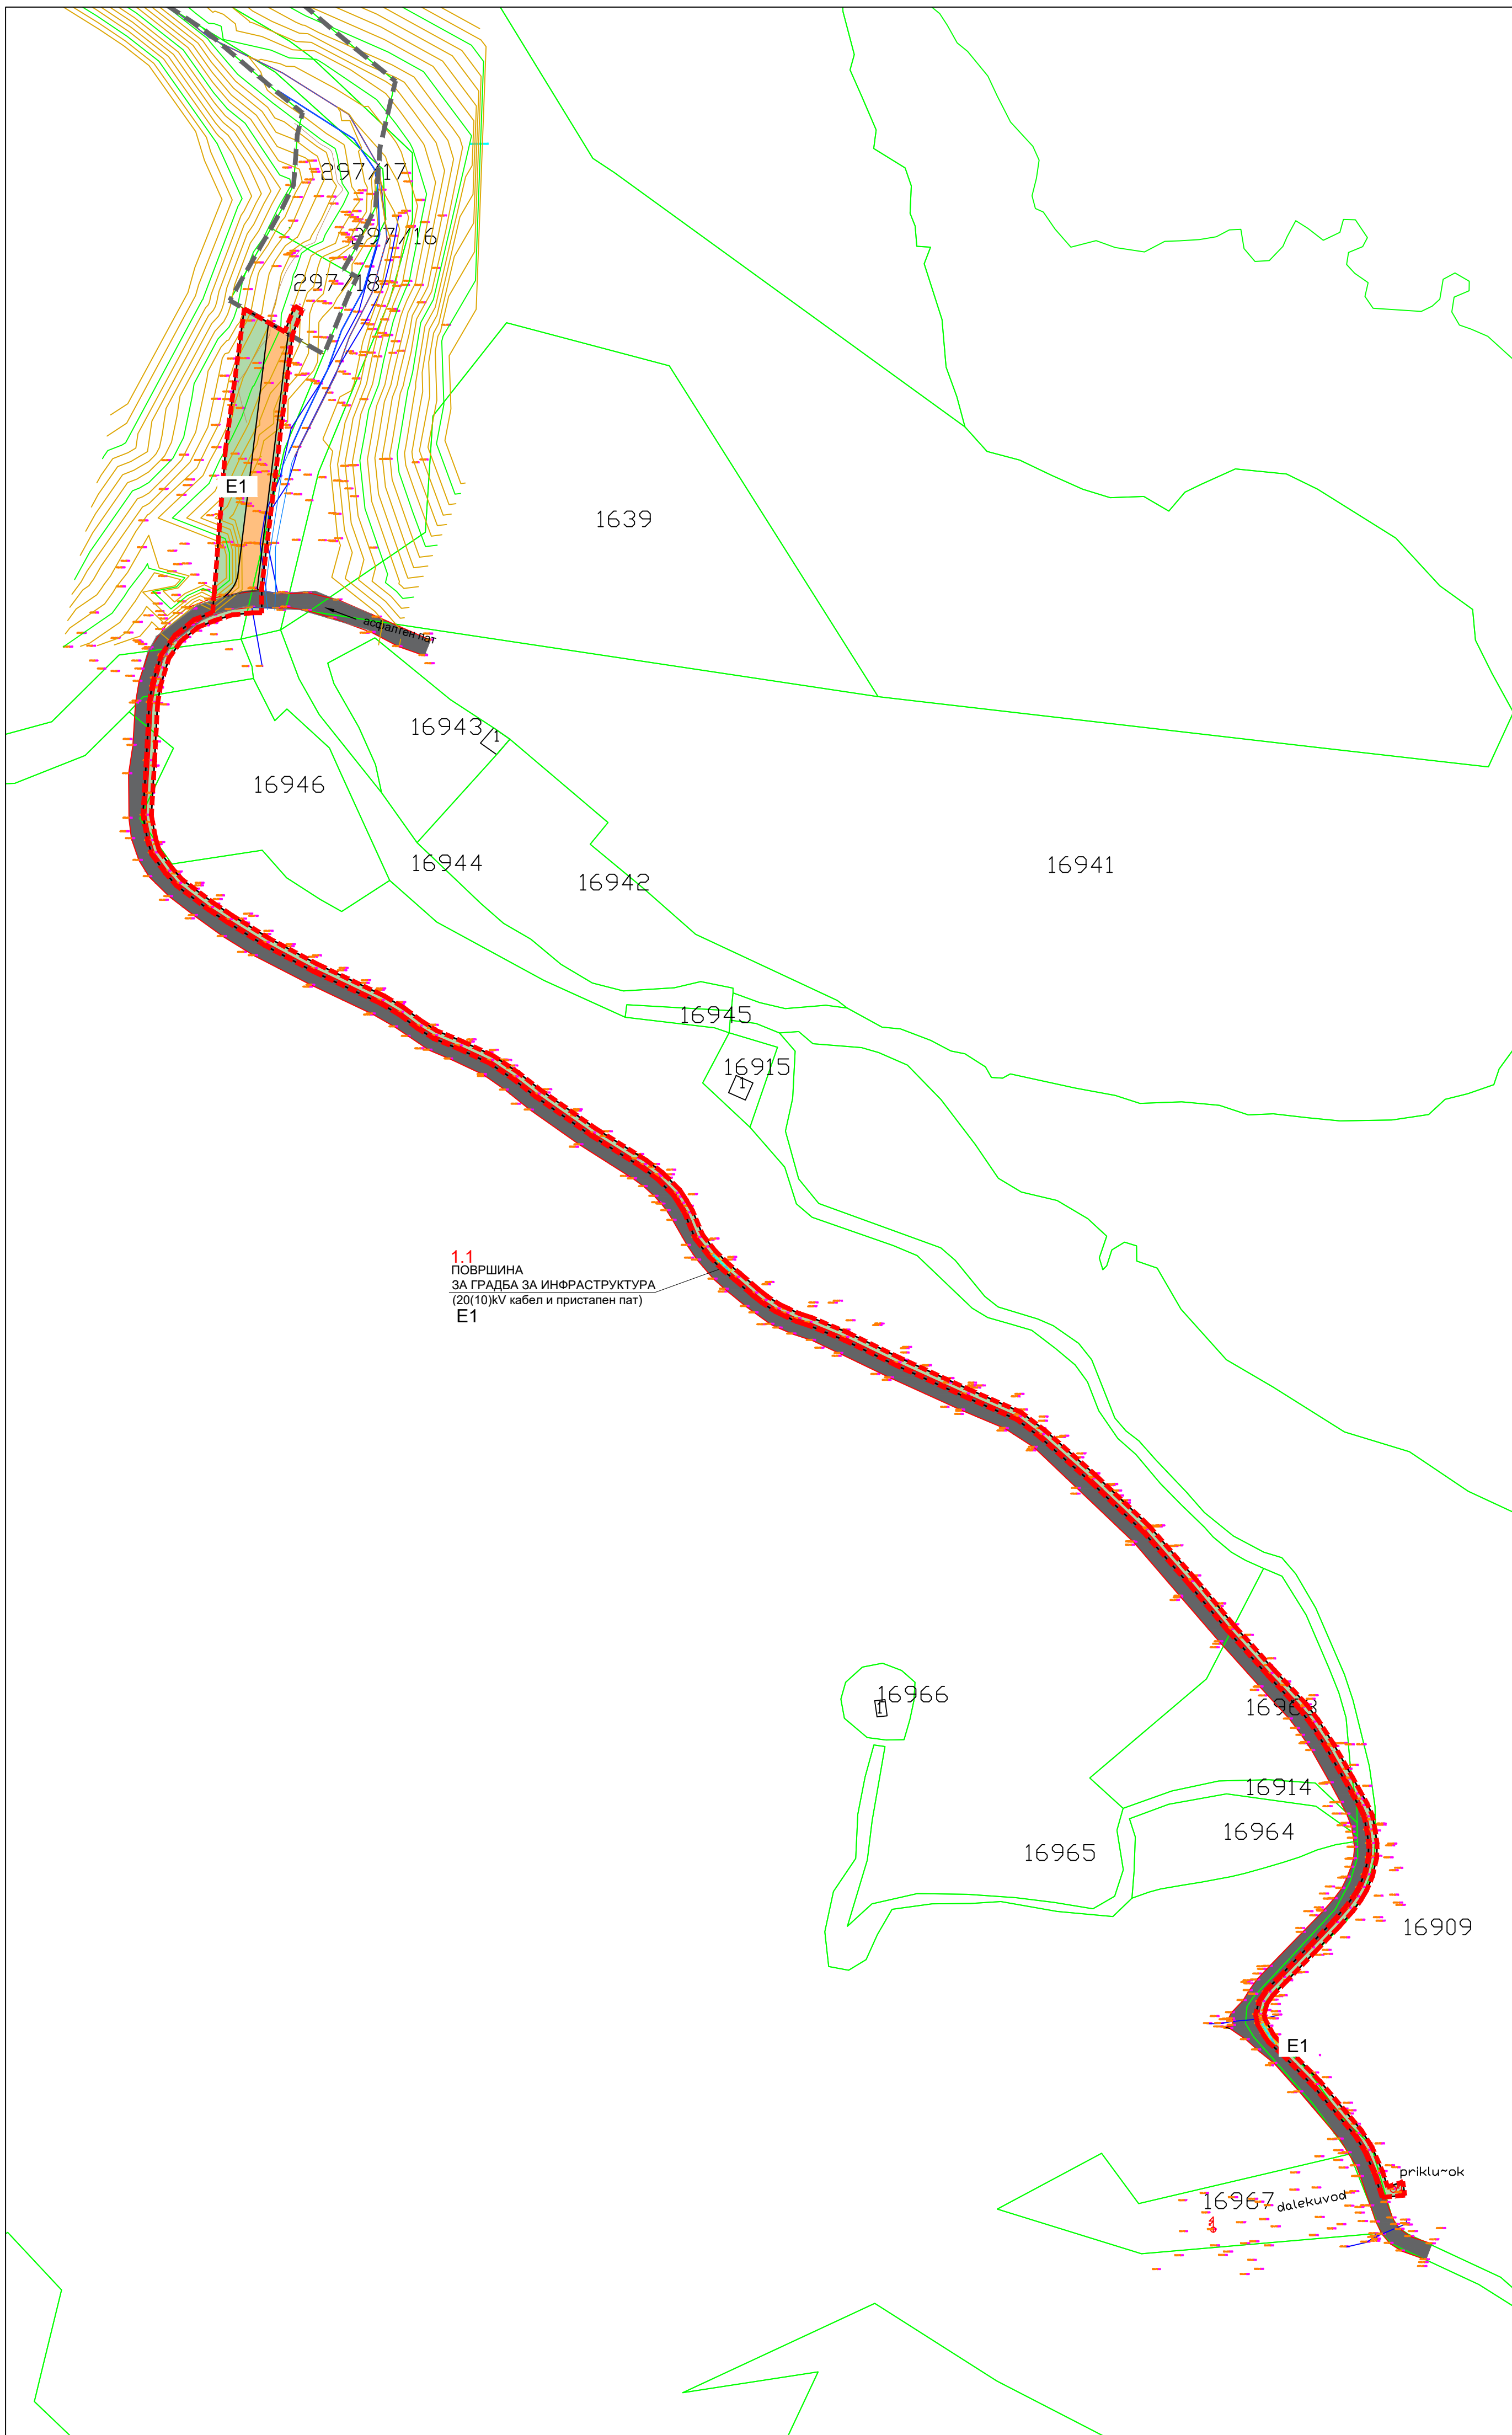 297/17
297/16
297/18
E1
1639
асфалтен пат
16943
1
16946
16944
16942
16941
16945
16915
1
1.1
ПОВРШИНА
ЗА ГРАДБА ЗА ИНФРАСТРУКТУРА
(20(10)kV кабел и пристапен пат)
E1
16966
1
16963
16914
16964
16965
16909
E1
priklu~ok
16967
dalekuvod